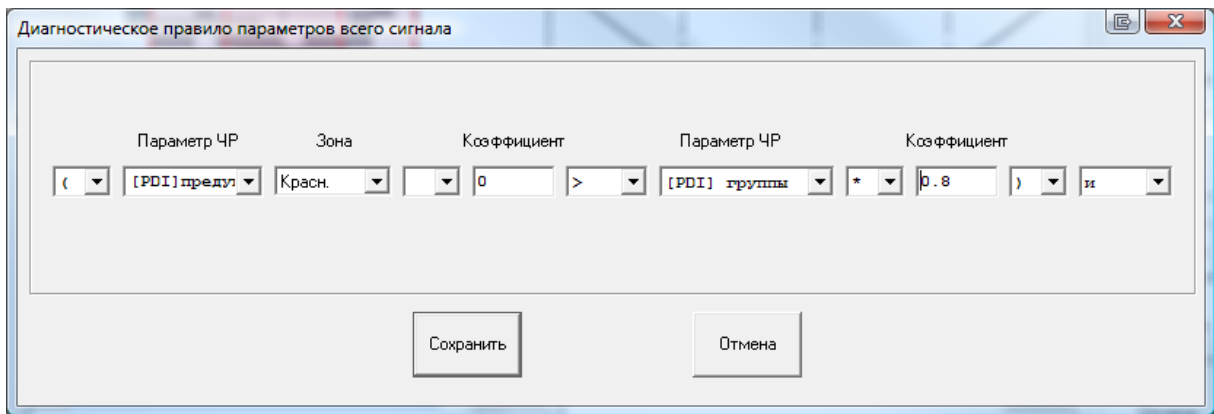 Диагностическое правило параметров всего сигнала
Параметр ЧР Зона Коэффициент Параметр ЧР Коэффициент
( [PDI]преду Красн. 0 > [PDI] группы * 0.8 ) и
Сохранить Отмена